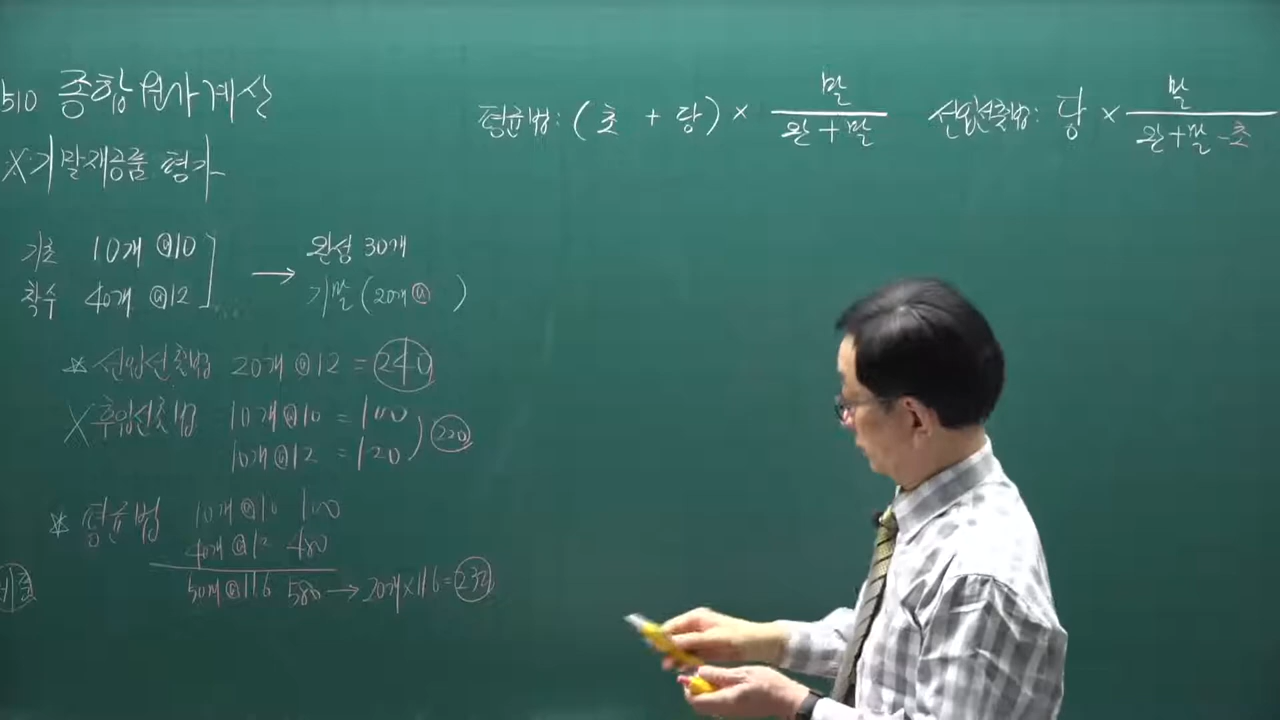 510 종합원가계산
※기말재공품 평가
기초 10개 @10
착수 40개 @12
→ 완성 30개
기말(20개@ )
☆ 선입선출법 20개 @12 = 240
X 후입선출법 10개@10 = 100
10개@12 = 120
220
☆ 평균법 10개@10 100
40개@12 480
50개@11.6 580 → 20개×11.6=232
평균법: (초 + 당) × 말 / 완+말
선입선출법: 당 × 말 / 완+말-초